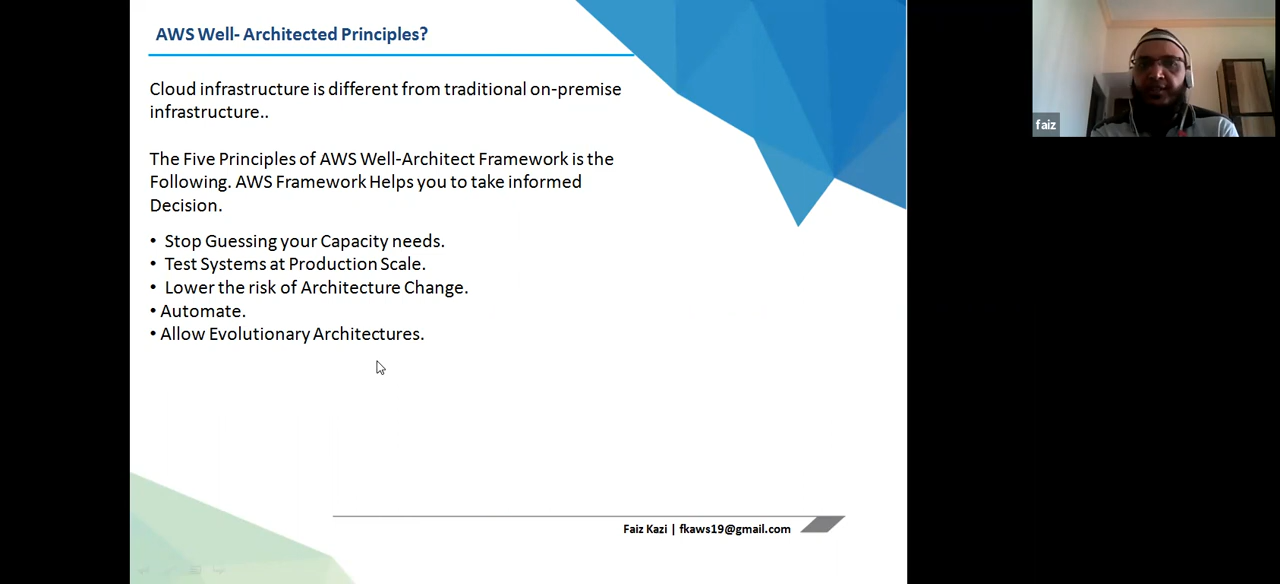 AWS Well- Architected Principles?
Cloud infrastructure is different from traditional on-premise
infrastructure..
The Five Principles of AWS Well-Architect Framework is the
Following. AWS Framework Helps you to take informed
Decision.
• Stop Guessing your Capacity needs.
• Test Systems at Production Scale.
• Lower the risk of Architecture Change.
• Automate.
• Allow Evolutionary Architectures.
Faiz Kazi | fkaws19@gmail.com
faiz